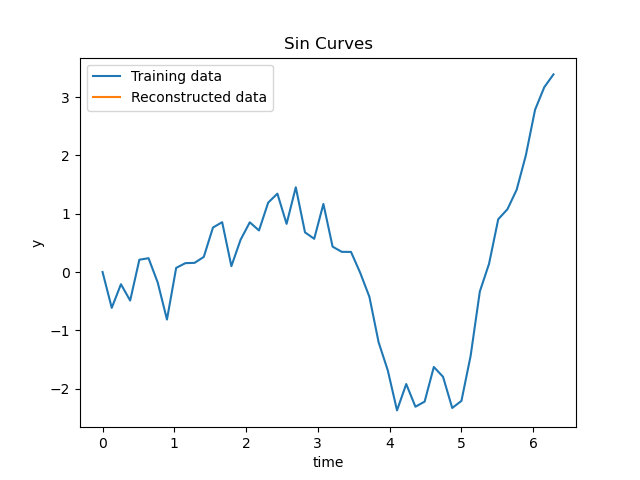 Sin Curves
Training data
Reconstructed data
y
3
2
1
0
−1
−2
0 1 2 3 4 5 6
time